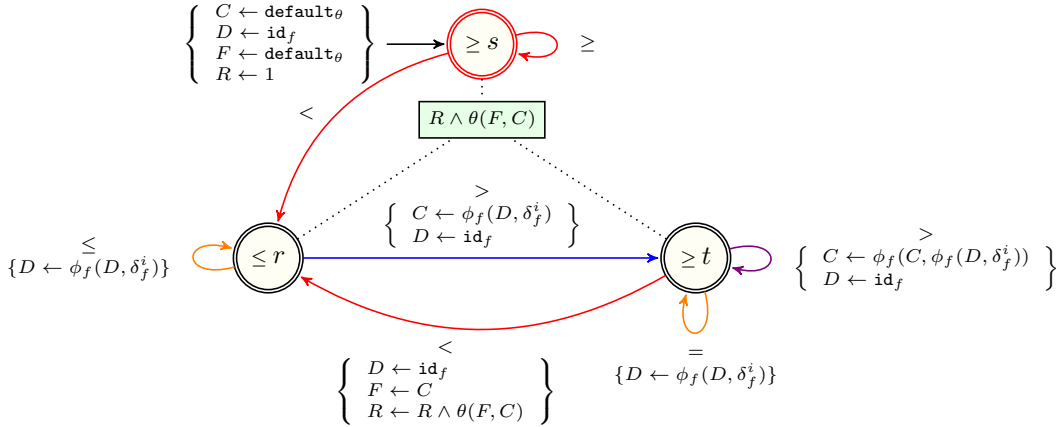 C ← default_θ
D ← id_f
F ← default_θ
R ← 1
≥ s
≥
<
R ∧ θ(F, C)
>
C ← ϕ_f(D, δ_f^i)
D ← id_f
≤
{D ← ϕ_f(D, δ_f^i)}
≤ r
≥ t
>
C ← ϕ_f(C, ϕ_f(D, δ_f^i))
D ← id_f
<
D ← id_f
F ← C
R ← R ∧ θ(F, C)
=
{D ← ϕ_f(D, δ_f^i)}